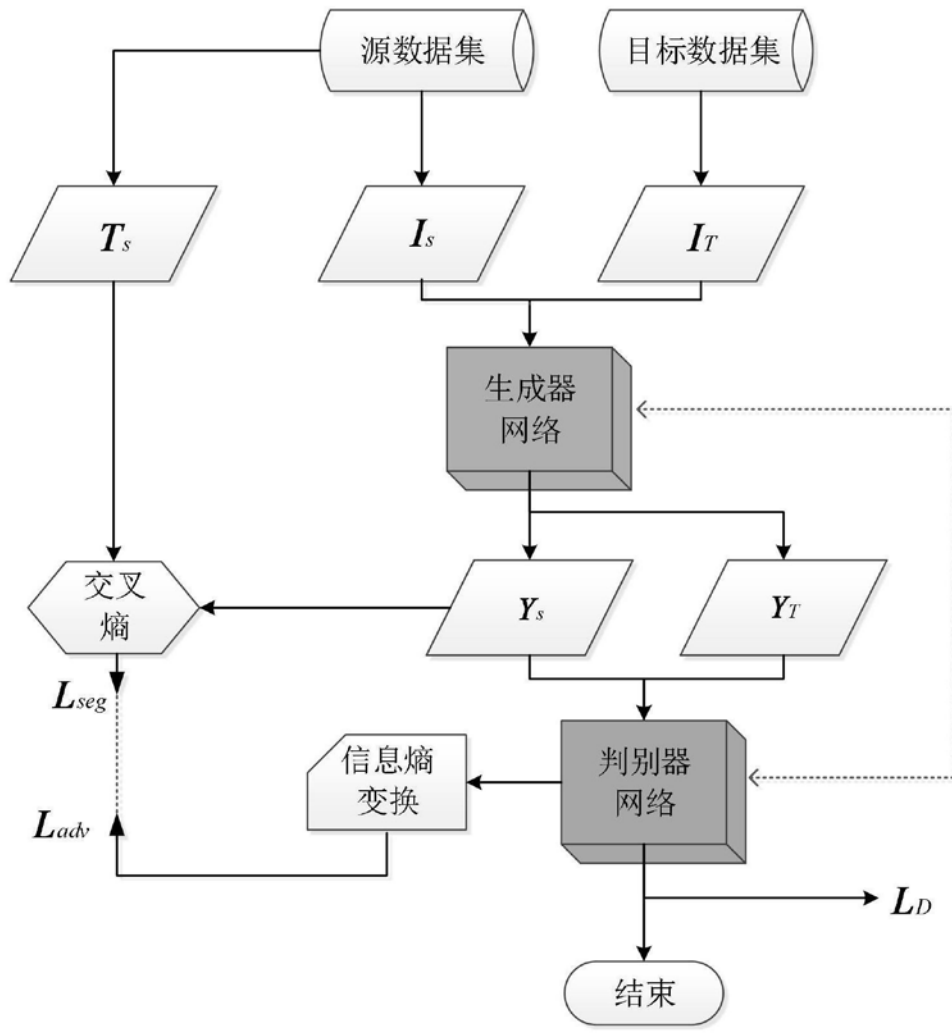 源数据集
目标数据集
Ts
Is
IT
生成器
网络
交叉
熵
Ys
YT
Lseg
信息熵
变换
判别器
网络
Ladv
LD
结束